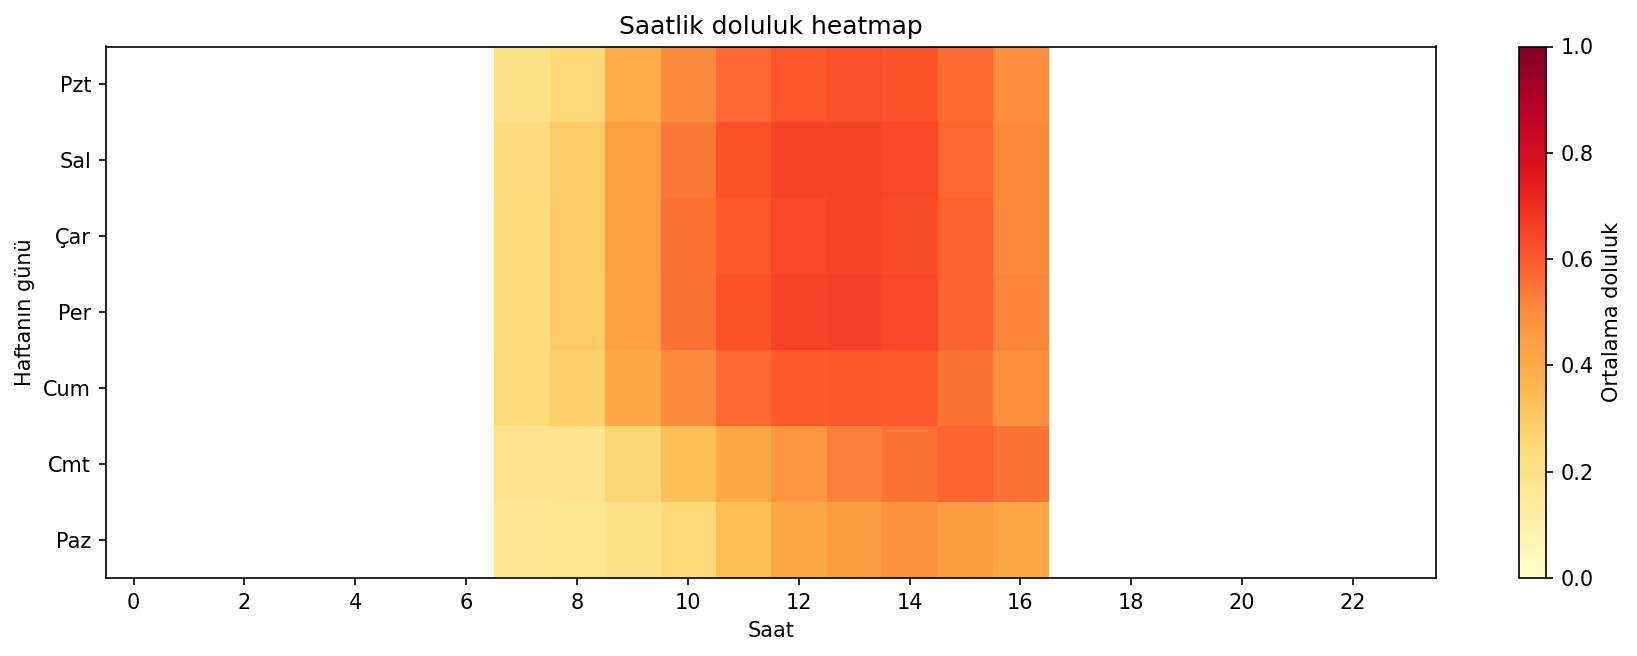 Saatlik doluluk heatmap
Haftanın günü
Pzt
Sal
Çar
Per
Cum
Cmt
Paz
0 2 4 6 8 10 12 14 16 18 20 22
Saat
1.0
0.8
0.6
0.4
0.2
0.0
Ortalama doluluk